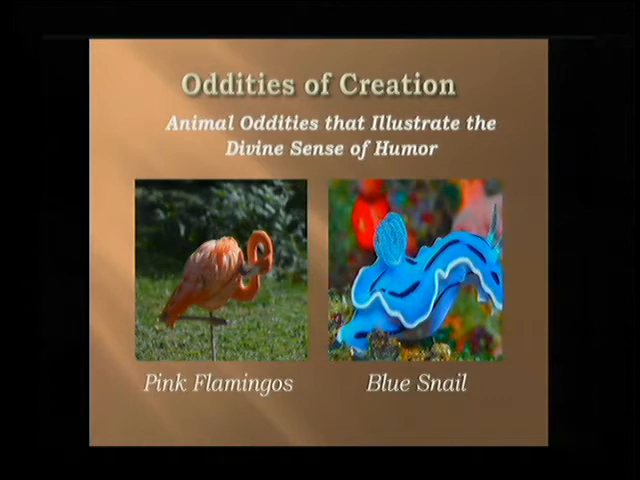 Oddities of Creation
Animal Oddities that Illustrate the
Divine Sense of Humor
Pink Flamingos
Blue Snail